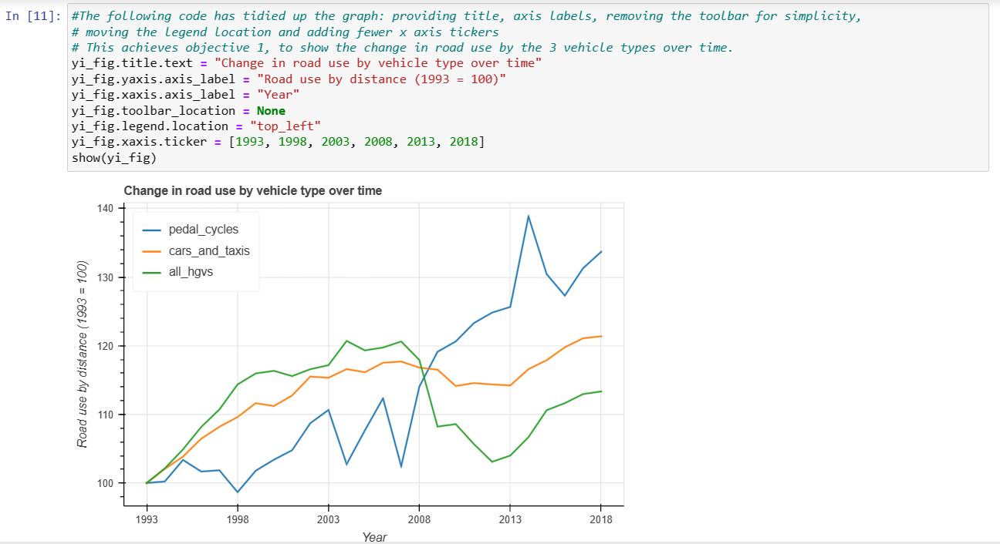 In [11]:
#The following code has tidied up the graph: providing title, axis labels, removing the toolbar for simplicity,
# moving the legend location and adding fewer x axis tickers
# This achieves objective 1, to show the change in road use by the 3 vehicle types over time.
yi_fig.title.text = "Change in road use by vehicle type over time"
yi_fig.yaxis.axis_label = "Road use by distance (1993 = 100)"
yi_fig.xaxis.axis_label = "Year"
yi_fig.toolbar_location = None
yi_fig.legend.location = "top_left"
yi_fig.xaxis.ticker = [1993, 1998, 2003, 2008, 2013, 2018]
show(yi_fig)
Change in road use by vehicle type over time
Road use by distance (1993 = 100)
140
130
120
110
100
pedal_cycles
cars_and_taxis
all_hgvs
1993 1998 2003 2008 2013 2018
Year